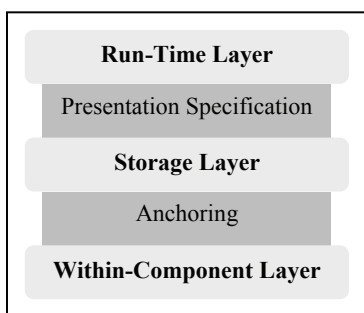 Run-Time Layer
Presentation Specification
Storage Layer
Anchoring
Within-Component Layer